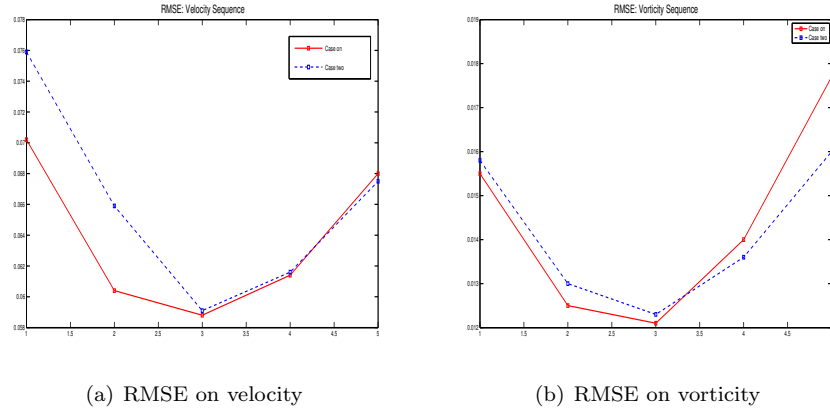 RMSE: Velocity Sequence
0.078
0.076
0.074
0.072
0.07
0.068
0.066
0.064
0.062
0.06
0.058
1 1.5 2 2.5 3 3.5 4 4.5 5
Case on
Case two
(a) RMSE on velocity
RMSE: Vorticity Sequence
0.019
0.018
0.017
0.016
0.015
0.014
0.013
0.012
1 1.5 2 2.5 3 3.5 4 4.5 5
Case on
Case two
(b) RMSE on vorticity